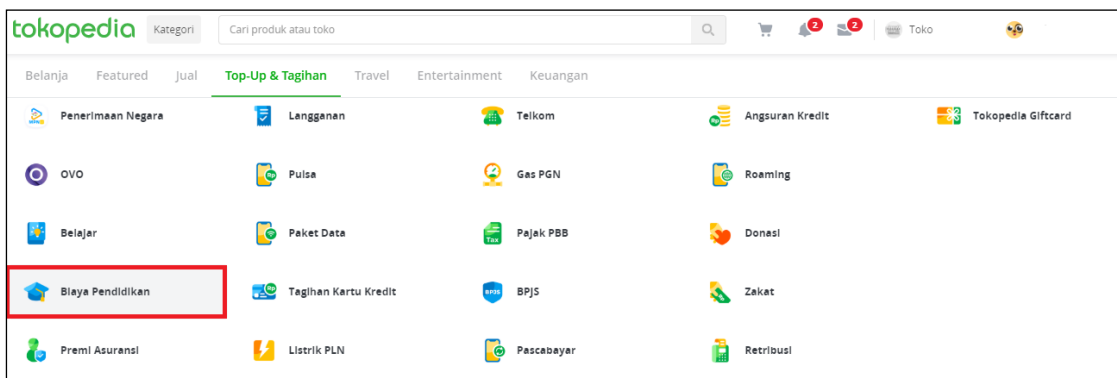 tokopedia Kategori Cari produk atau toko 2 2 Toko
Belanja Featured Jual Top-Up & Tagihan Travel Entertainment Keuangan
Penerimaan Negara Langganan Telkom Angsuran Kredit Tokopedia Giftcard
OVO Pulsa Gas PGN Roaming
Belajar Paket Data Pajak PBB Donasi
Biaya Pendidikan Tagihan Kartu Kredit BPJS Zakat
Premi Asuransi Listrik PLN Pascabayar Retribusi